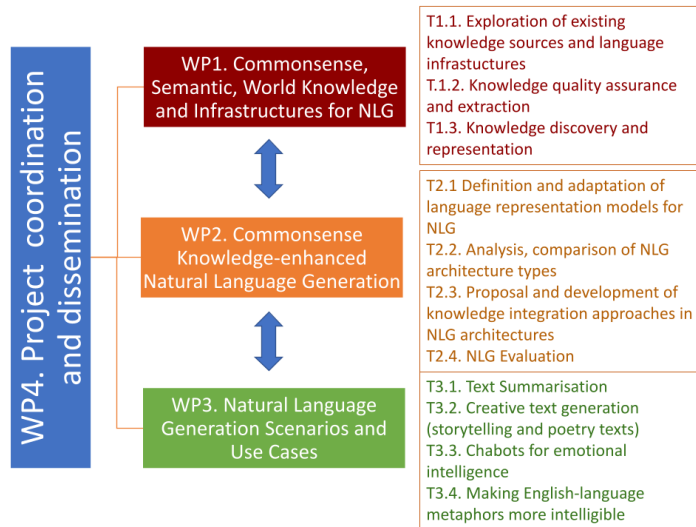 WP4. Project coordination
and dissemination
WP1. Commonsense,
Semantic, World Knowledge
and Infrastructures for NLG
T1.1. Exploration of existing
knowledge sources and language
infrastuctures
T.1.2. Knowledge quality assurance
and extraction
T1.3. Knowledge discovery and
representation
WP2. Commonsense
Knowledge-enhanced
Natural Language Generation
T2.1 Definition and adaptation of
language representation models for
NLG
T2.2. Analysis, comparison of NLG
architecture types
T2.3. Proposal and development of
knowledge integration approaches in
NLG architectures
T2.4. NLG Evaluation
WP3. Natural Language
Generation Scenarios and
Use Cases
T3.1. Text Summarisation
T3.2. Creative text generation
(storytelling and poetry texts)
T3.3. Chabots for emotional
intelligence
T3.4. Making English-language
metaphors more intelligible